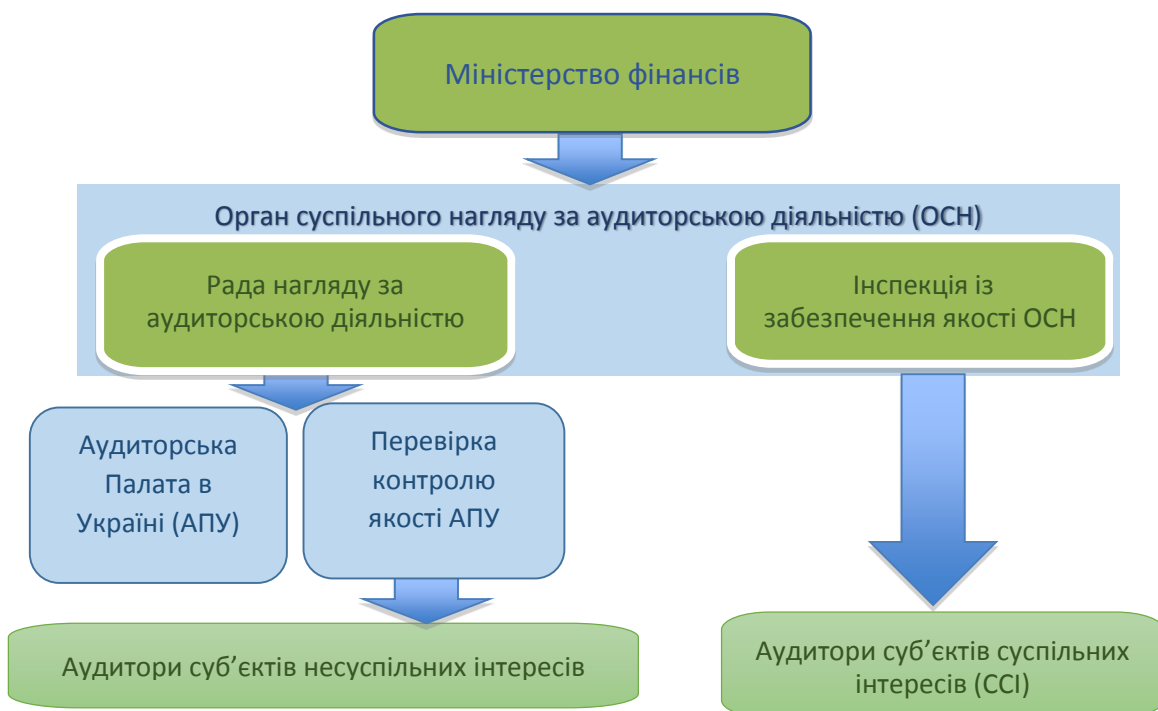 Міністерство фінансів
Орган суспільного нагляду за аудиторською діяльністю (ОСН)
Рада нагляду за
аудиторською діяльністю
Інспекція із
забезпечення якості ОСН
Аудиторська
Палата в
Україні (АПУ)
Перевірка
контролю
якості АПУ
Аудитори суб’єктів несуспільних інтересів
Аудитори суб’єктів суспільних
інтересів (ССІ)